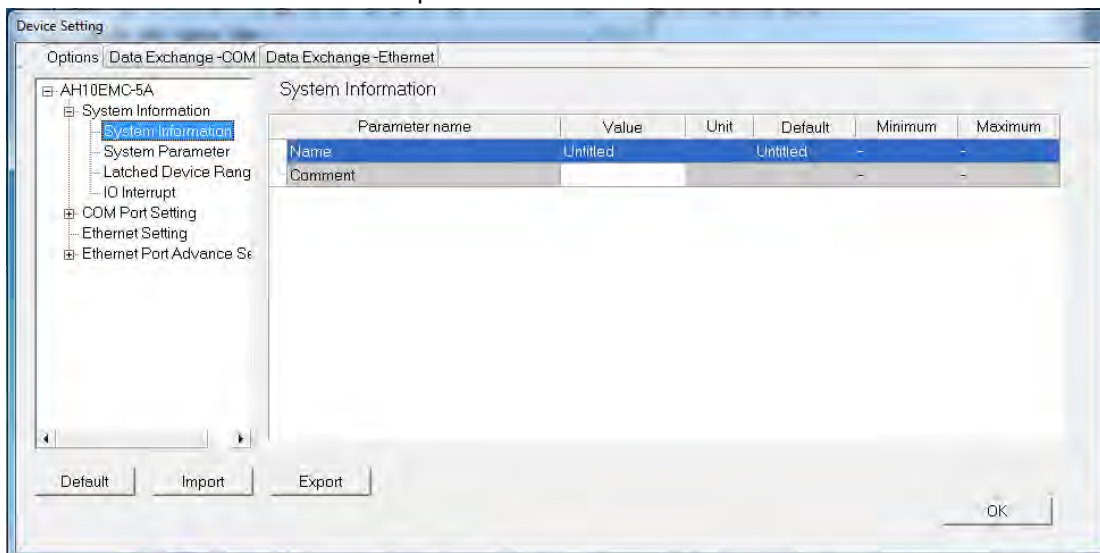 Device Setting
Options Data Exchange -COM Data Exchange -Ethernet
AH10EMC-5A
System Information
System Information
System Parameter
Latched Device Rang
IO Interrupt
COM Port Setting
Ethernet Setting
Ethernet Port Advance Se
System Information
Parameter name Value Unit Default Minimum Maximum
Name Untitled Untitled - -
Comment - -
Default Import Export
OK